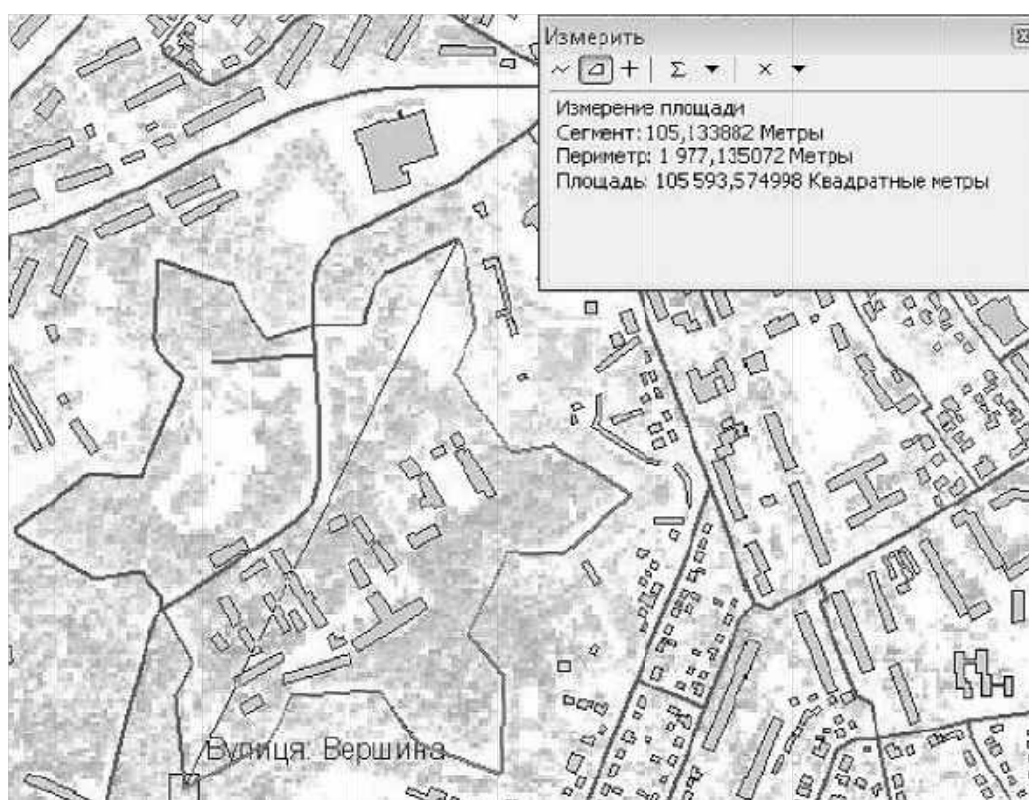 Измерить
Измерение площади
Сегмент: 105,133882 Метры
Периметр: 1 977,135072 Метры
Площадь: 105 593,574998 Квадратные метры
Вулиця: Вершина